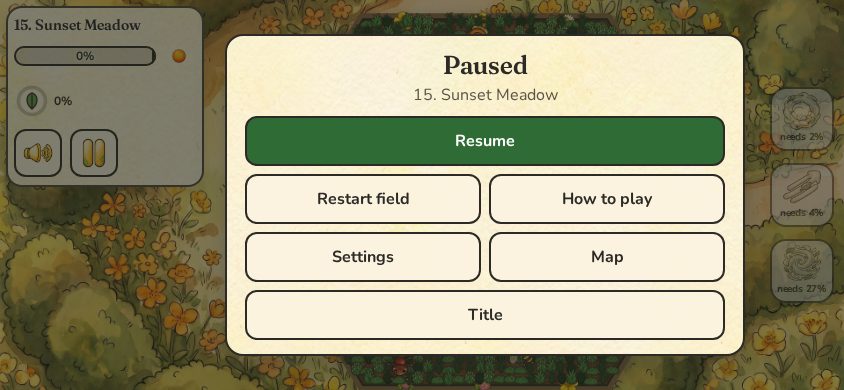 15. Sunset Meadow
0%
0%
Paused
15. Sunset Meadow
Resume
Restart field
How to play
Settings
Map
Title
needs 2%
needs 4%
needs 27%